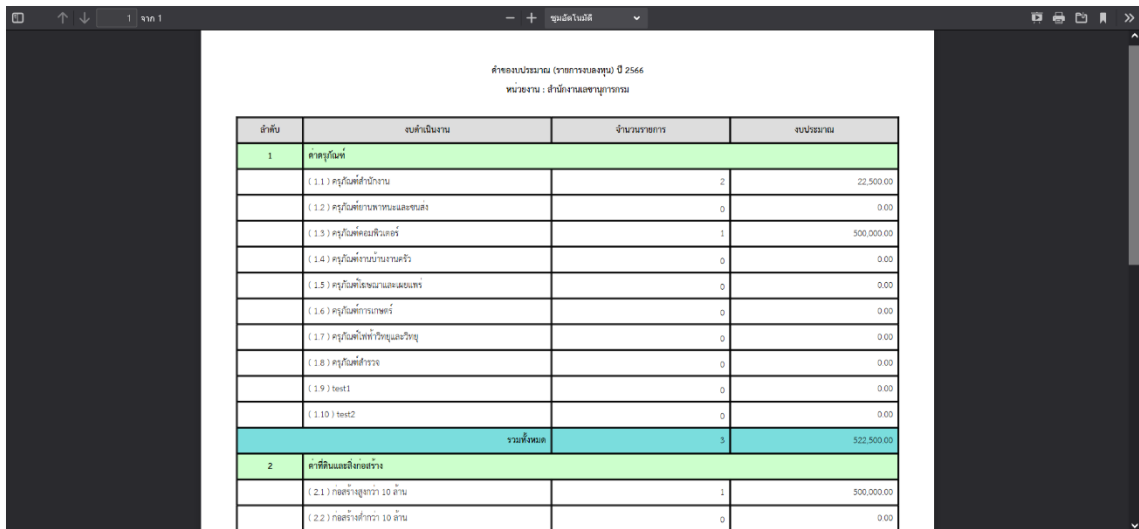 1 จาก 1 ซูมอัตโนมัติ
คำของบประมาณ (รายการงบลงทุน) ปี 2566
หน่วยงาน : สำนักงานเลขานุการกรม
ลำดับ งบดำเนินงาน จำนวนรายการ งบประมาณ
1 ค่าครุภัณฑ์
( 1.1 ) ครุภัณฑ์สำนักงาน 2 22,500.00
( 1.2 ) ครุภัณฑ์ยานพาหนะและขนส่ง 0 0.00
( 1.3 ) ครุภัณฑ์คอมพิวเตอร์ 1 500,000.00
( 1.4 ) ครุภัณฑ์งานบ้านงานครัว 0 0.00
( 1.5 ) ครุภัณฑ์โฆษณาและเผยแพร่ 0 0.00
( 1.6 ) ครุภัณฑ์การเกษตร์ 0 0.00
( 1.7 ) ครุภัณฑ์ไฟฟ้าวิทยุและวิทยุ 0 0.00
( 1.8 ) ครุภัณฑ์สำรวจ 0 0.00
( 1.9 ) test1 0 0.00
( 1.10 ) test2 0 0.00
รวมทั้งหมด 3 522,500.00
2 ค่าที่ดินและสิ่งก่อสร้าง
( 2.1 ) ก่อสร้างสูงกว่า 10 ล้าน 1 500,000.00
( 2.2 ) ก่อสร้างต่ำกว่า 10 ล้าน 0 0.00